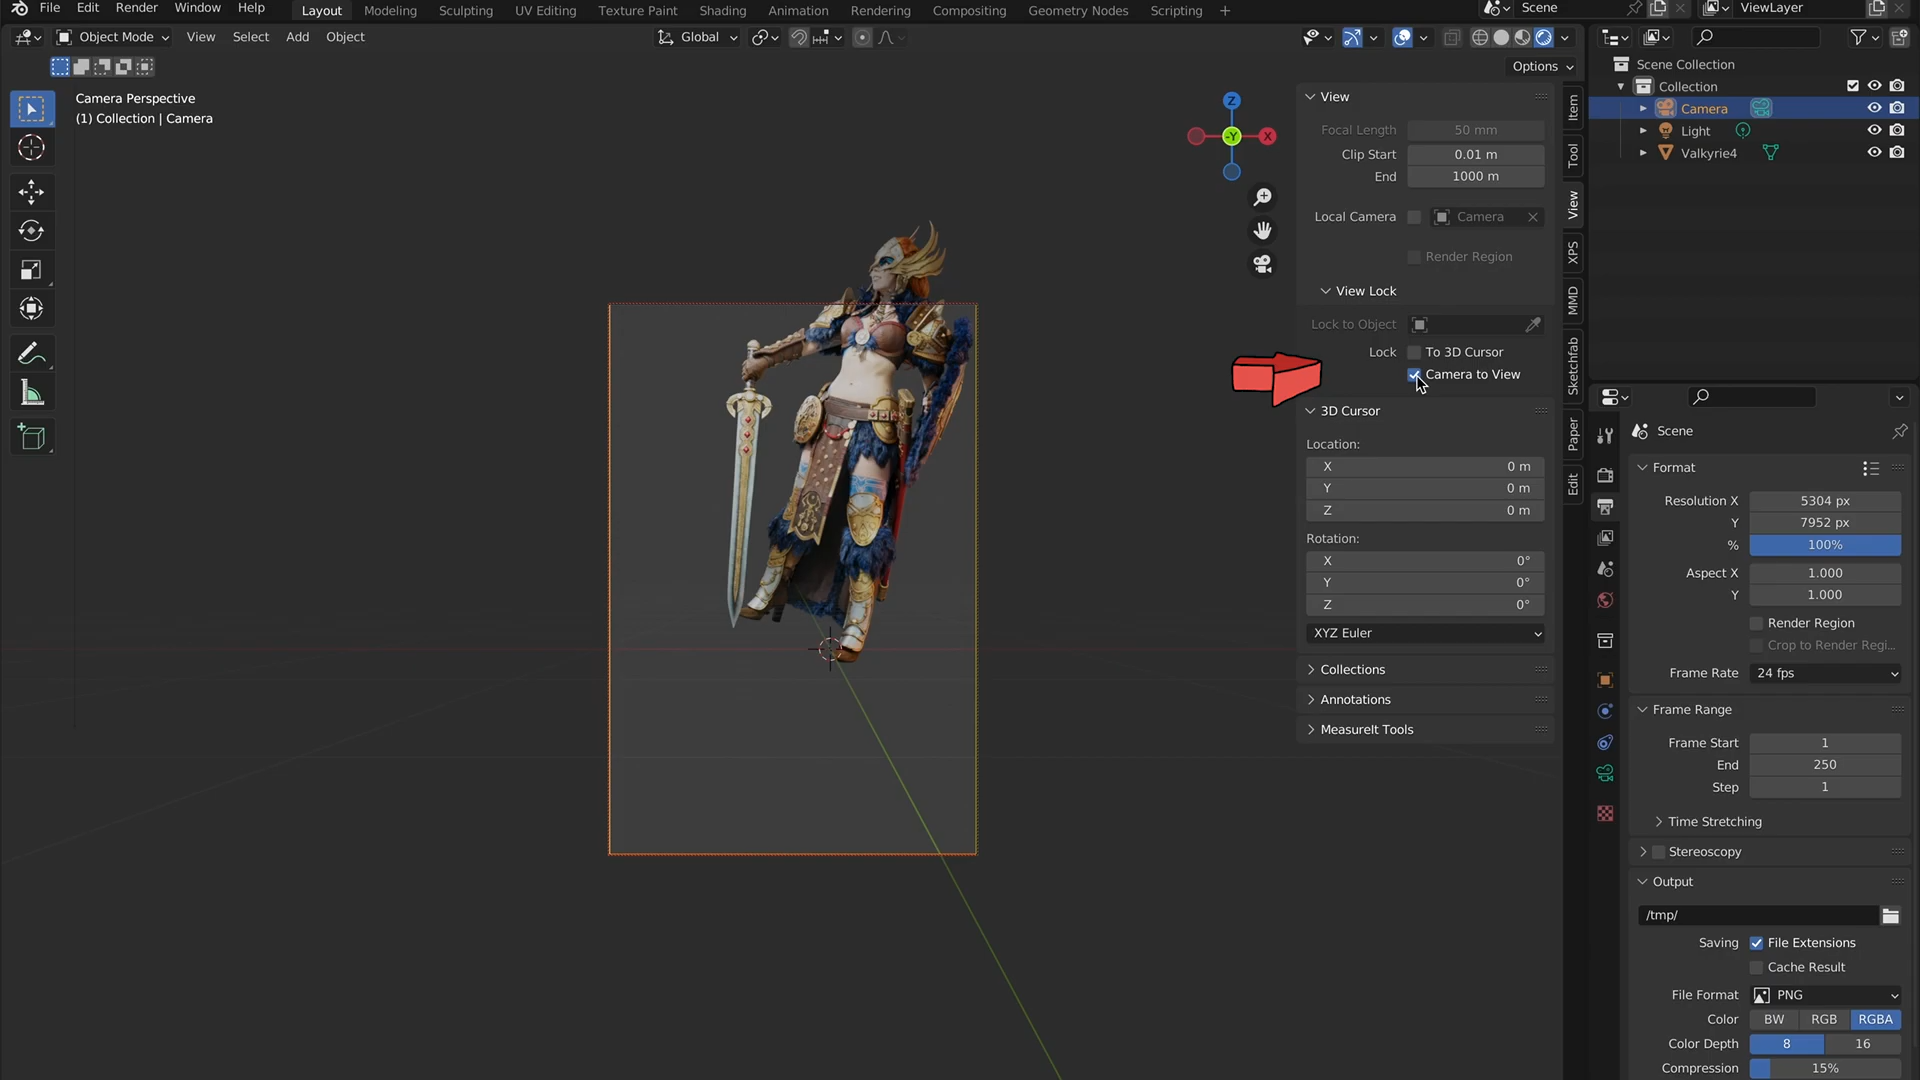 File Edit Render Window Help Layout Modeling Sculpting UV Editing Texture Paint Shading Animation Rendering Compositing Geometry Nodes Scripting + Scene ViewLayer
Object Mode View Select Add Object Global
Options
Camera Perspective
(1) Collection | Camera
Z
-Y
X
View
Focal Length 50 mm
Clip Start 0.01 m
End 1000 m
Local Camera Camera
Render Region
View Lock
Lock to Object
Lock To 3D Cursor
Camera to View
3D Cursor
Location:
X 0 m
Y 0 m
Z 0 m
Rotation:
X 0°
Y 0°
Z 0°
XYZ Euler
Collections
Annotations
MeasureIt Tools
Item
Tool
View
XPS
MMD
Sketchfab
Paper
Edit
Scene Collection
Collection
Camera
Light
Valkyrie4
Scene
Format
Resolution X 5304 px
Y 7952 px
% 100%
Aspect X 1.000
Y 1.000
Render Region
Crop to Render Regi...
Frame Rate 24 fps
Frame Range
Frame Start 1
End 250
Step 1
Time Stretching
Stereoscopy
Output
/tmp/
Saving File Extensions
Cache Result
File Format PNG
Color BW RGB RGBA
Color Depth 8 16
Compression 15%